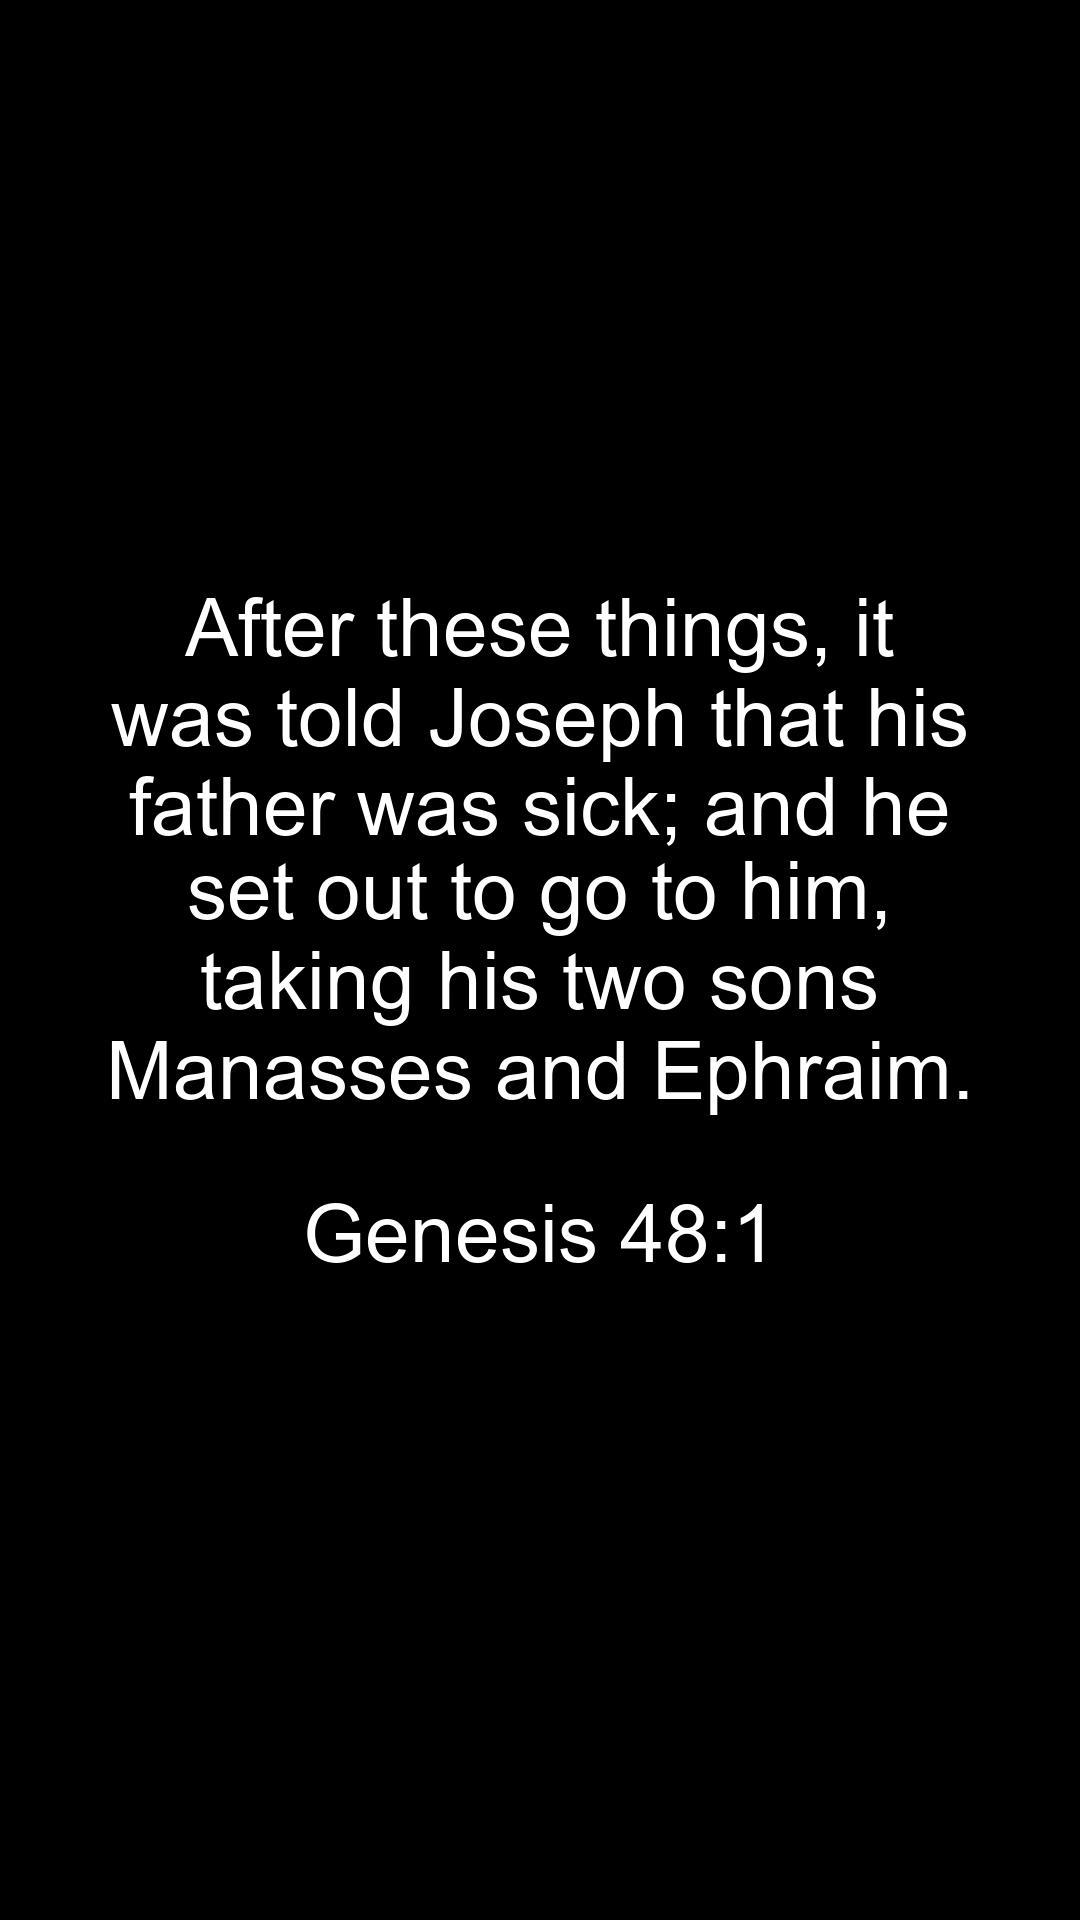 After these things, it
was told Joseph that his
father was sick; and he
set out to go to him,
taking his two sons
Manasses and Ephraim.
Genesis 48:1